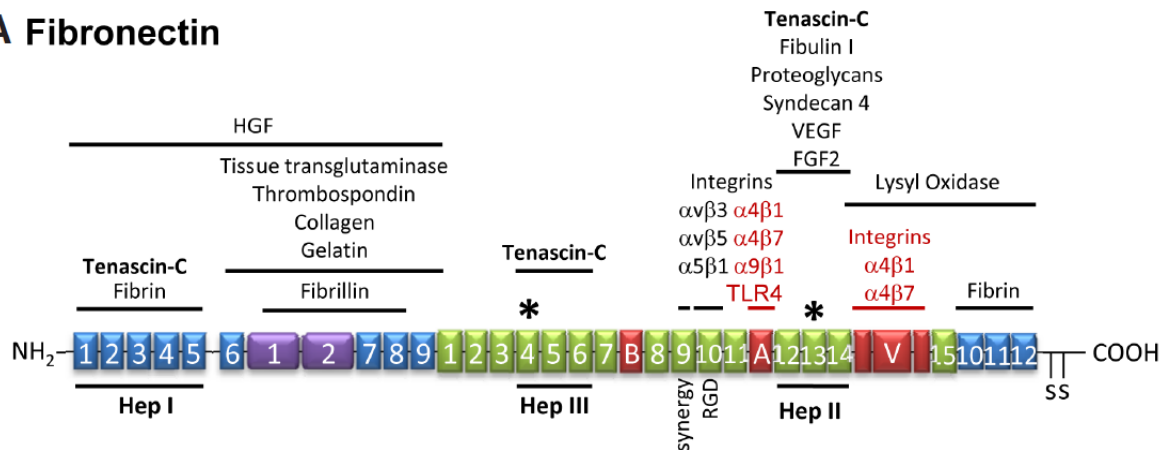 A Fibronectin
Tenascin-C
Fibulin I
Proteoglycans
Syndecan 4
VEGF
FGF2
HGF
Tissue transglutaminase
Thrombospondin
Collagen
Gelatin
Tenascin-C
Fibrin
Fibrillin
Tenascin-C
*
Integrins
αvβ3 α4β1
αvβ5 α4β7
α5β1 α9β1
TLR4
*
Lysyl Oxidase
Integrins
α4β1
α4β7
Fibrin
NH2 1 2 3 4 5 6 1 2 7 8 9 1 2 3 4 5 6 7 B 8 9 10 11 A 12 13 14 V 15 10 11 12 COOH
SS
Hep I
Hep III
synergy
RGD
Hep II